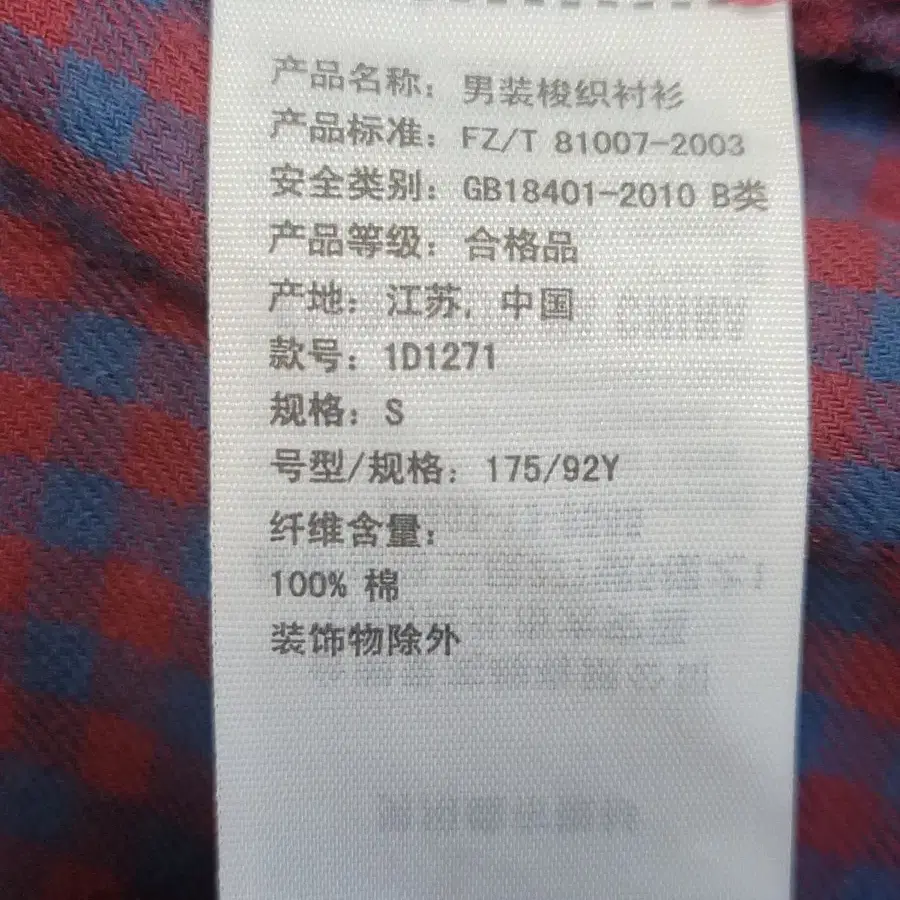 产品名称：男装梭织衬衫
产品标准：FZ/T 81007-2003
安全类别：GB18401-2010 B类
产品等级：合格品
产地：江苏，中国
款号：1D1271
规格：S
号型/规格：175/92Y
纤维含量：
100% 棉
装饰物除外